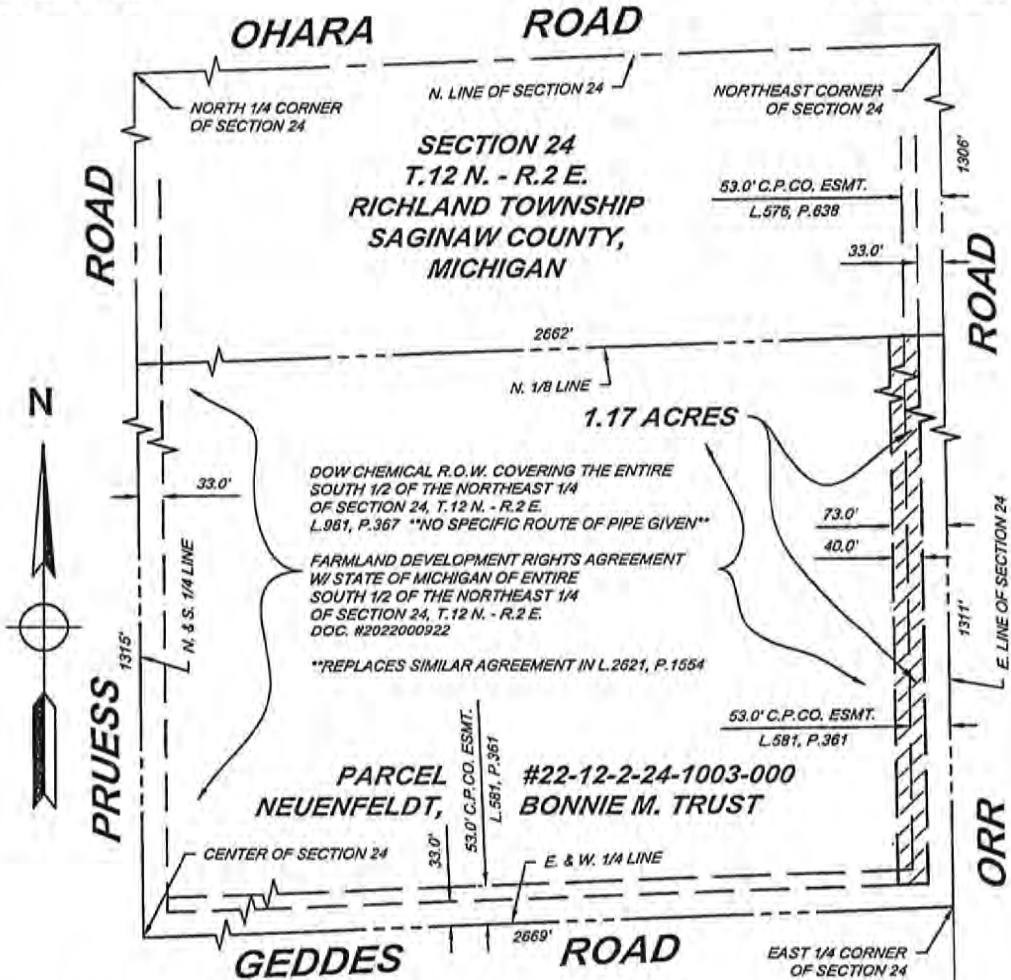 OHARA ROAD
NORTH 1/4 CORNER
OF SECTION 24
N. LINE OF SECTION 24
NORTHEAST CORNER
OF SECTION 24
SECTION 24
T.12 N. - R.2 E.
RICHLAND TOWNSHIP
SAGINAW COUNTY,
MICHIGAN
1306'
53.0' C.P.CO. ESMT.
L.576, P.638
33.0'
ROAD
ROAD
2662'
N. 1/8 LINE
N
1.17 ACRES
33.0'
DOW CHEMICAL R.O.W. COVERING THE ENTIRE
SOUTH 1/2 OF THE NORTHEAST 1/4
OF SECTION 24, T.12 N. - R.2 E.
L.961, P.367 **NO SPECIFIC ROUTE OF PIPE GIVEN**
FARMLAND DEVELOPMENT RIGHTS AGREEMENT
W/ STATE OF MICHIGAN OF ENTIRE
SOUTH 1/2 OF THE NORTHEAST 1/4
OF SECTION 24, T.12 N. - R.2 E.
DOC. #2022000922
**REPLACES SIMILAR AGREEMENT IN L.2621, P.1554
73.0'
40.0'
1315'
N. & S. 1/4 LINE
1311'
E. LINE OF SECTION 24
53.0' C.P.CO. ESMT.
L.581, P.361
PRUESS
PARCEL #22-12-2-24-1003-000
NEUENFELDT, BONNIE M. TRUST
53.0' C.P.CO. ESMT.
L.581, P.361
33.0'
CENTER OF SECTION 24
E. & W. 1/4 LINE
ORR
2669'
GEDDES ROAD
EAST 1/4 CORNER
OF SECTION 24